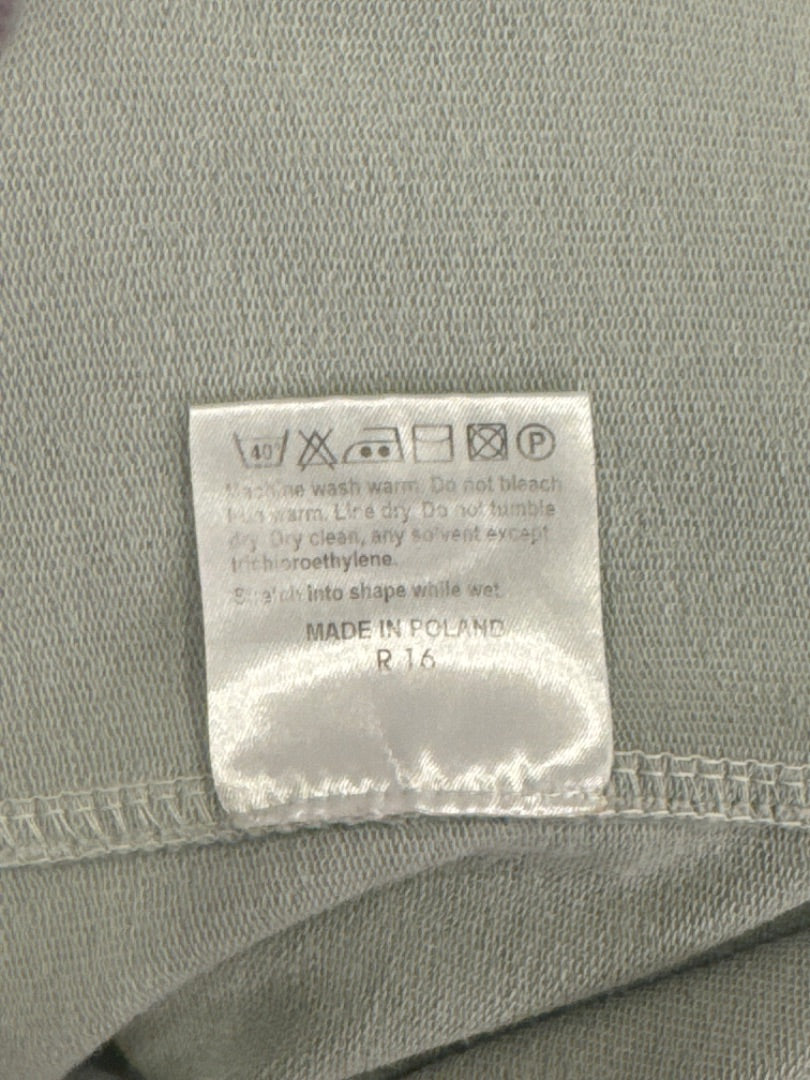 40° P
Machine wash warm. Do not bleach
Iron warm. Line dry. Do not tumble
dry. Dry clean, any solvent except
trichloroethylene.
Stretch into shape while wet.
MADE IN POLAND
R 16